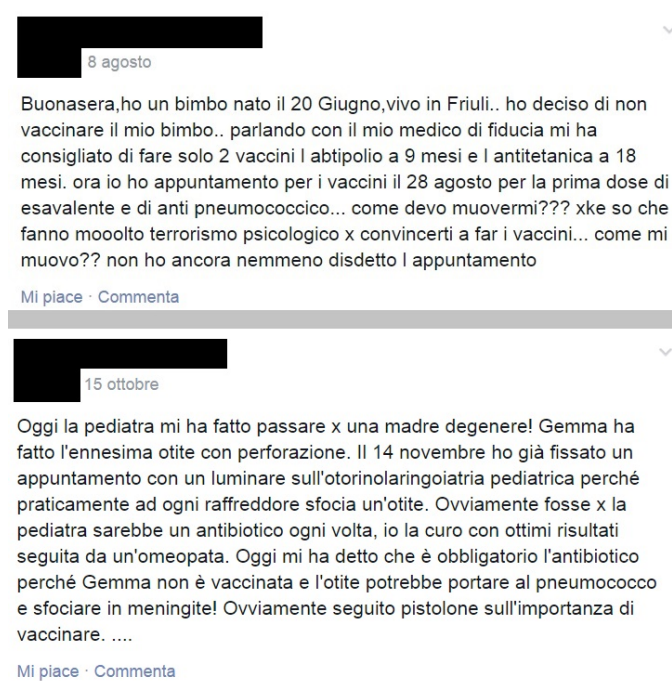 8 agosto
Buonasera,ho un bimbo nato il 20 Giugno,vivo in Friuli.. ho deciso di non
vaccinare il mio bimbo.. parlando con il mio medico di fiducia mi ha
consigliato di fare solo 2 vaccini l abtipolio a 9 mesi e l antitetanica a 18
mesi. ora io ho appuntamento per i vaccini il 28 agosto per la prima dose di
esavalente e di anti pneumococcico... come devo muovermi??? xke so che
fanno mooolto terrorismo psicologico x convincerti a far i vaccini... come mi
muovo?? non ho ancora nemmeno disdetto l appuntamento
Mi piace · Commenta
15 ottobre
Oggi la pediatra mi ha fatto passare x una madre degenere! Gemma ha
fatto l'ennesima otite con perforazione. Il 14 novembre ho già fissato un
appuntamento con un luminare sull'otorinolaringoiatria pediatrica perché
praticamente ad ogni raffreddore sfocia un'otite. Ovviamente fosse x la
pediatra sarebbe un antibiotico ogni volta, io la curo con ottimi risultati
seguita da un'omeopata. Oggi mi ha detto che è obbligatorio l'antibiotico
perché Gemma non è vaccinata e l'otite potrebbe portare al pneumococco
e sfociare in meningite! Ovviamente seguito pistolone sull'importanza di
vaccinare. ....
Mi piace · Commenta